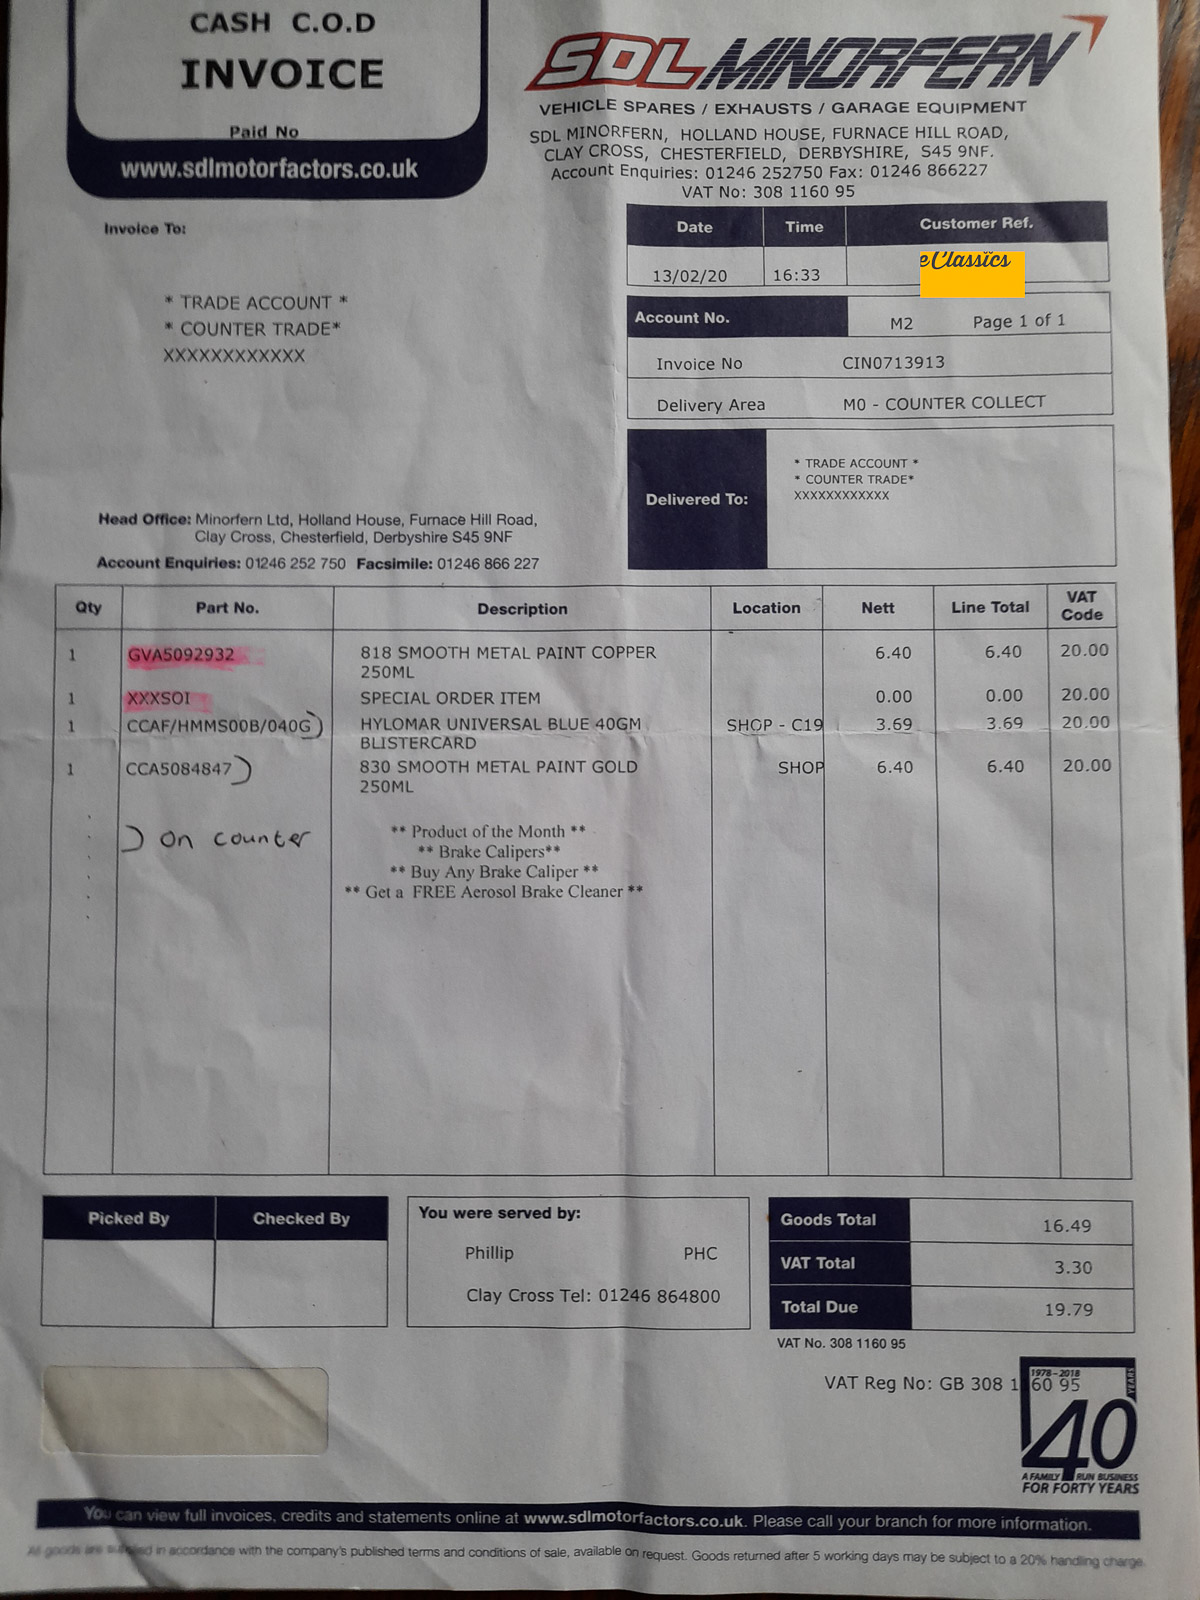 CASH C.O.D
INVOICE
Paid No
www.sdlmotorfactors.co.uk
SDL MINORFERN
VEHICLE SPARES / EXHAUSTS / GARAGE EQUIPMENT
SDL MINORFERN, HOLLAND HOUSE, FURNACE HILL ROAD,
CLAY CROSS, CHESTERFIELD, DERBYSHIRE, S45 9NF.
Account Enquiries: 01246 252750 Fax: 01246 866227
VAT No: 308 1160 95
Invoice To:
* TRADE ACCOUNT *
* COUNTER TRADE*
XXXXXXXXXXXX
Date Time Customer Ref.
13/02/20 16:33 eClassics
Account No. M2 Page 1 of 1
Invoice No CIN0713913
Delivery Area M0 - COUNTER COLLECT
Delivered To:
* TRADE ACCOUNT *
* COUNTER TRADE*
XXXXXXXXXXXX
Head Office: Minorfern Ltd, Holland House, Furnace Hill Road,
Clay Cross, Chesterfield, Derbyshire S45 9NF
Account Enquiries: 01246 252 750 Facsimile: 01246 866 227
Qty Part No. Description Location Nett Line Total VAT Code
1 GVA5092932 818 SMOOTH METAL PAINT COPPER 6.40 6.40 20.00
250ML
1 XXXSOI SPECIAL ORDER ITEM 0.00 0.00 20.00
1 CCAF/HMMS00B/040G) HYLOMAR UNIVERSAL BLUE 40GM SHOP - C19 3.69 3.69 20.00
BLISTERCARD
1 CCA5084847) 830 SMOOTH METAL PAINT GOLD SHOP 6.40 6.40 20.00
250ML
) On counter
** Product of the Month **
** Brake Calipers**
** Buy Any Brake Caliper **
** Get a FREE Aerosol Brake Cleaner **
Picked By Checked By
You were served by:
Phillip PHC
Clay Cross Tel: 01246 864800
Goods Total 16.49
VAT Total 3.30
Total Due 19.79
VAT No. 308 1160 95
VAT Reg No: GB 308 1160 95
1978-2018
40 YEARS
A FAMILY RUN BUSINESS
FOR FORTY YEARS
You can view full invoices, credits and statements online at www.sdlmotorfactors.co.uk. Please call your branch for more information.
All goods are supplied in accordance with the company's published terms and conditions of sale, available on request. Goods returned after 5 working days may be subject to a 20% handling charge